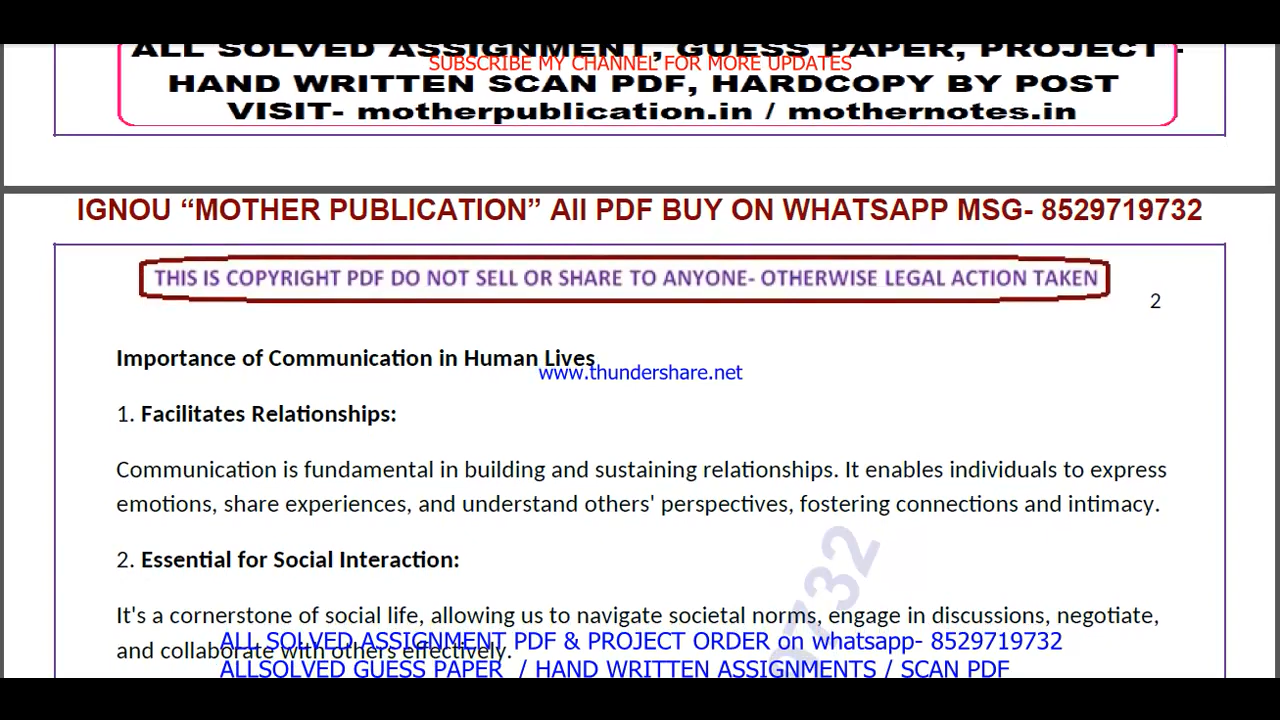 ALL SOLVED ASSIGNMENT, GUESS PAPER, PROJECT -
SUBSCRIBE MY CHANNEL FOR MORE UPDATES
HAND WRITTEN SCAN PDF, HARDCOPY BY POST
VISIT- motherpublication.in / mothernotes.in
IGNOU “MOTHER PUBLICATION” All PDF BUY ON WHATSAPP MSG- 8529719732
THIS IS COPYRIGHT PDF DO NOT SELL OR SHARE TO ANYONE- OTHERWISE LEGAL ACTION TAKEN
2
Importance of Communication in Human Lives
www.thundershare.net
1. Facilitates Relationships:
Communication is fundamental in building and sustaining relationships. It enables individuals to express
emotions, share experiences, and understand others' perspectives, fostering connections and intimacy.
2. Essential for Social Interaction:
It's a cornerstone of social life, allowing us to navigate societal norms, engage in discussions, negotiate,
and collaborate with others effectively.
9732
ALL SOLVED ASSIGNMENT PDF & PROJECT ORDER on whatsapp- 8529719732
ALLSOLVED GUESS PAPER / HAND WRITTEN ASSIGNMENTS / SCAN PDF